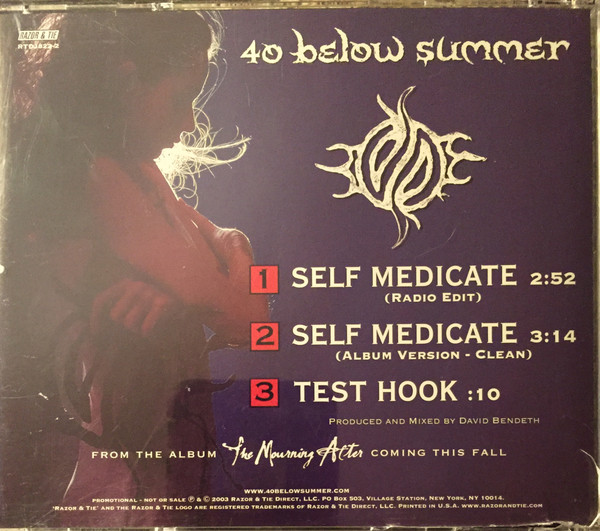 RAZOR & TIE
40 below summer
1 SELF MEDICATE 2:52
(RADIO EDIT)
2 SELF MEDICATE 3:14
(ALBUM VERSION - CLEAN)
3 TEST HOOK :10
PRODUCED AND MIXED BY DAVID BENDETH
FROM THE ALBUM The Mourning After COMING THIS FALL
WWW.40BELOWSUMMER.COM
PROMOTIONAL - NOT FOR SALE ℗ & © 2003 RAZOR & TIE DIRECT, LLC. PO BOX 503, VILLAGE STATION, NEW YORK, NY 10014.
'RAZOR & TIE' AND THE RAZOR & TIE LOGO ARE REGISTERED TRADEMARKS OF RAZOR & TIE DIRECT, LLC. PRINTED IN U.S.A. WWW.RAZORANDTIE.COM